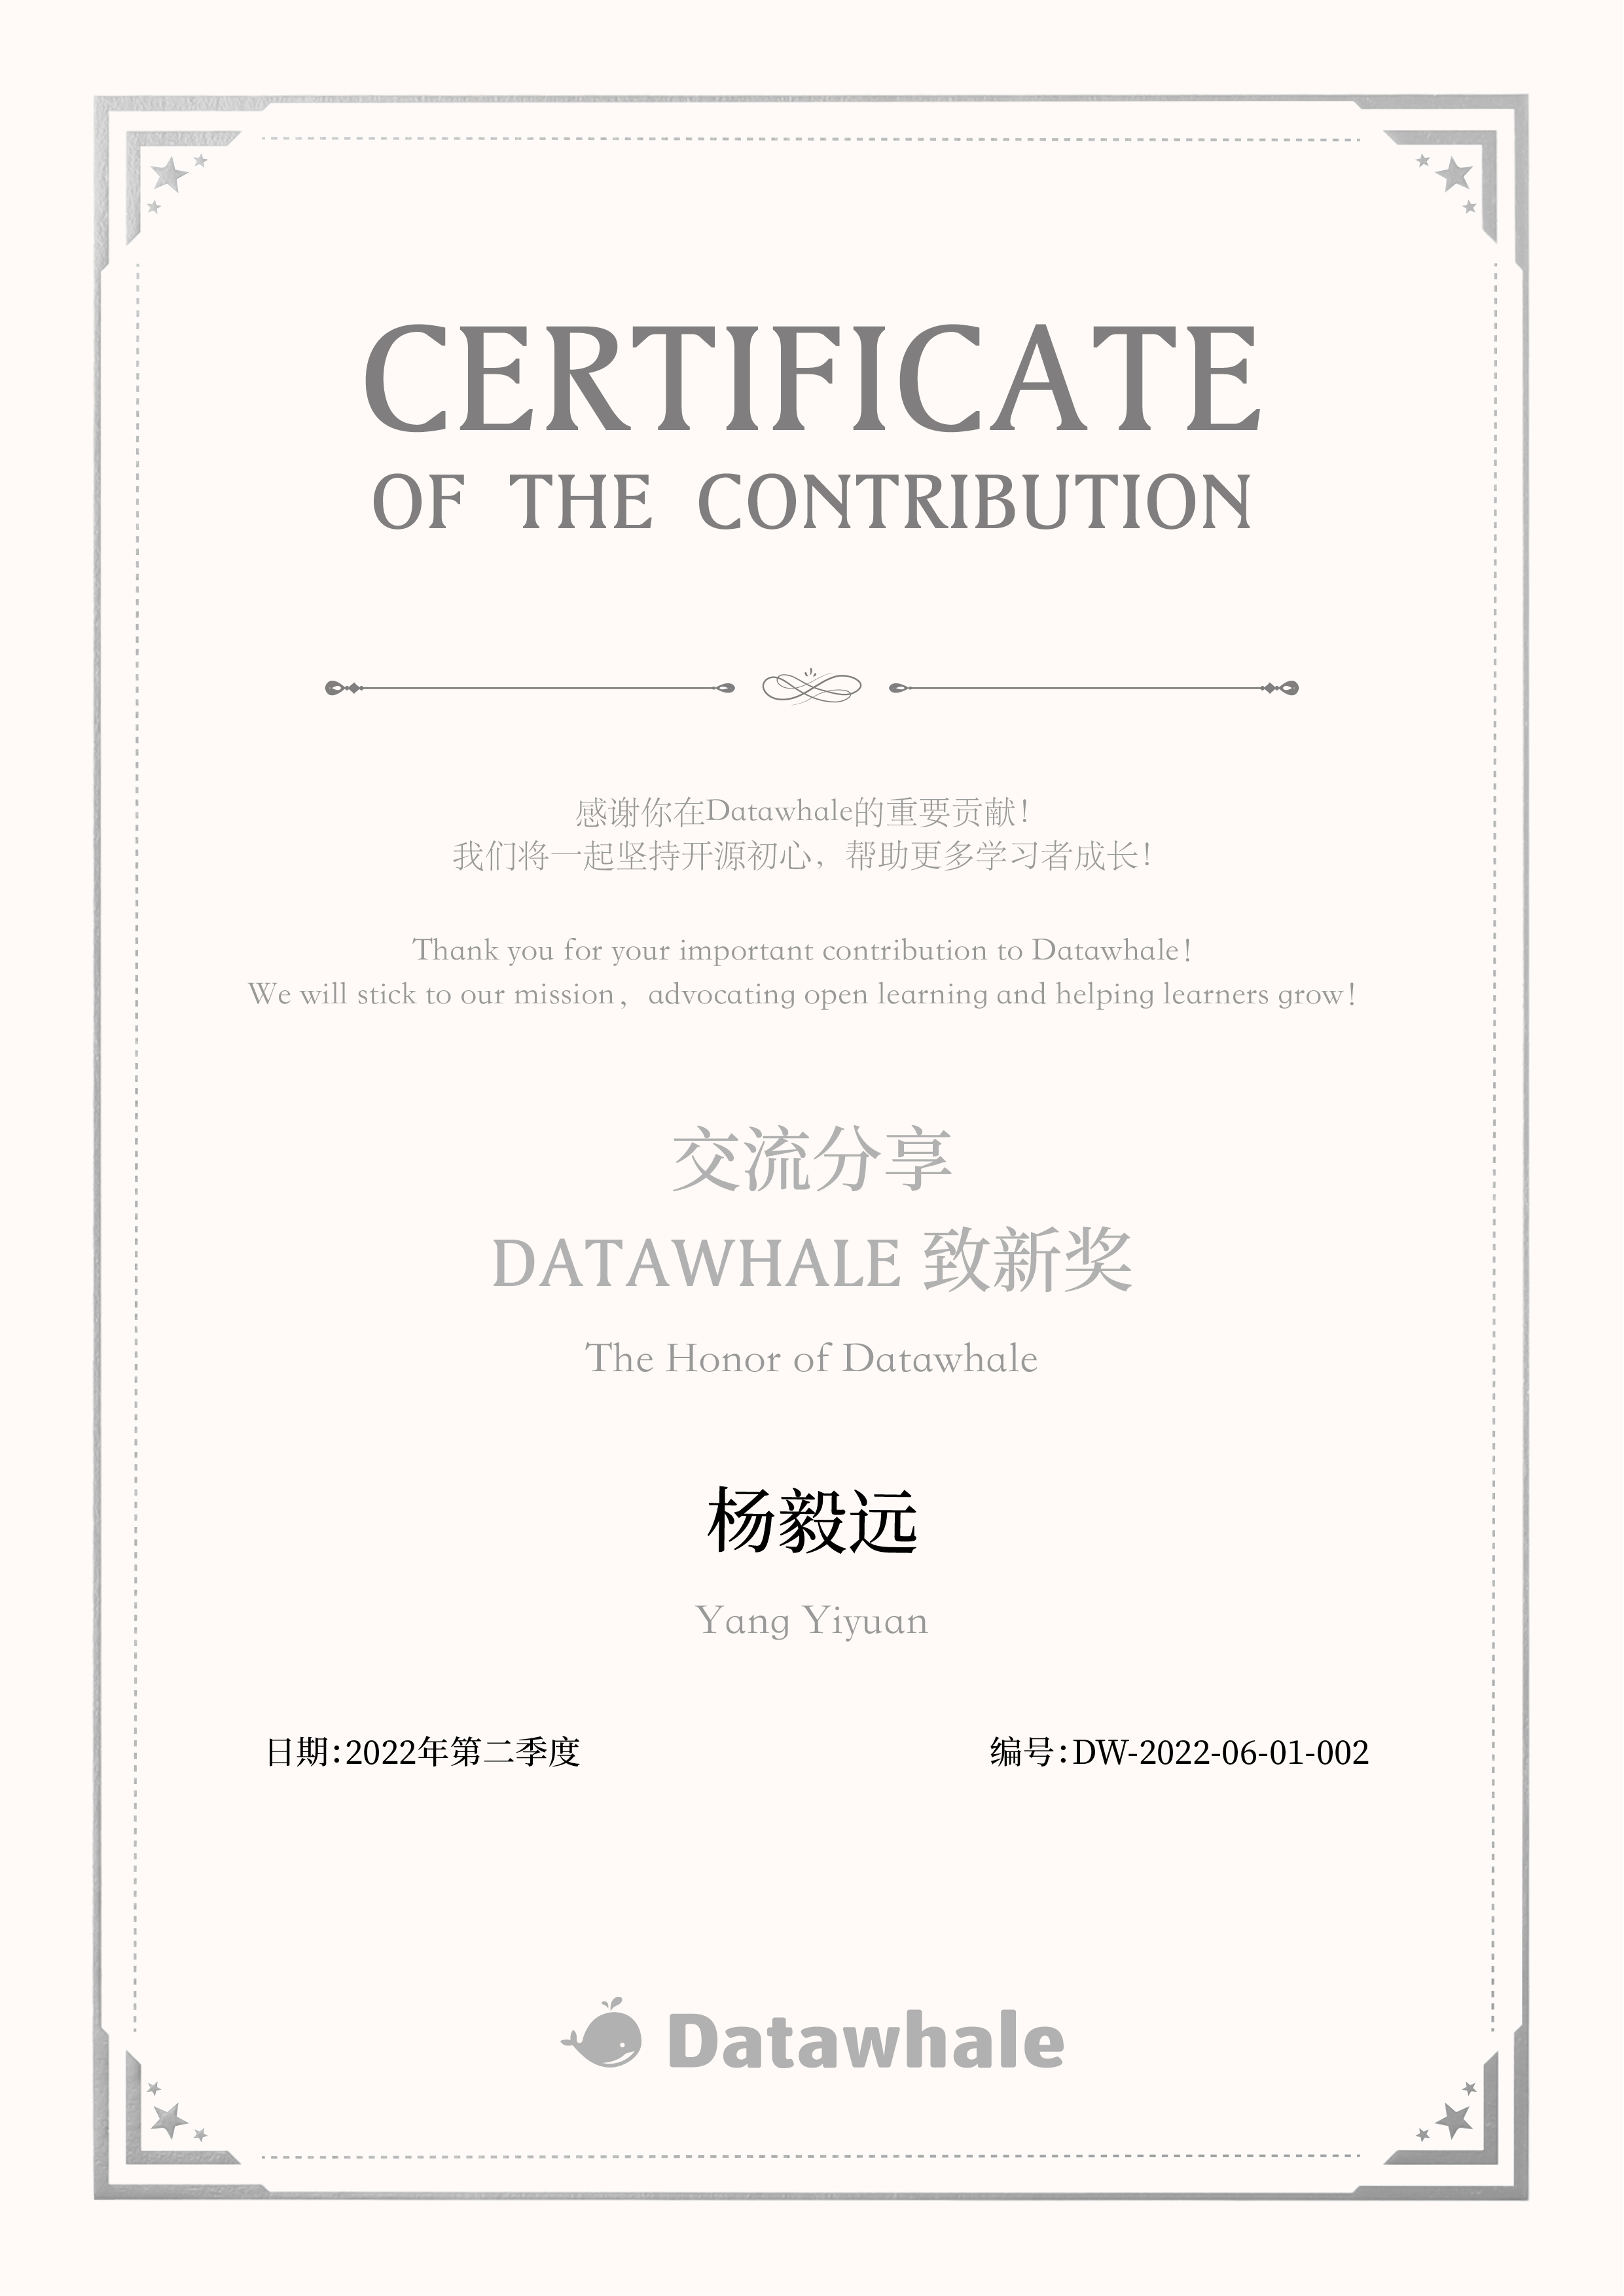 CERTIFICATE
OF THE CONTRIBUTION
感谢你在Datawhale的重要贡献！
我们将一起坚持开源初心，帮助更多学习者成长！
Thank you for your important contribution to Datawhale！
We will stick to our mission，advocating open learning and helping learners grow！
交流分享
DATAWHALE 致新奖
The Honor of Datawhale
杨毅远
Yang Yiyuan
日期：2022年第二季度
编号：DW-2022-06-01-002
Datawhale